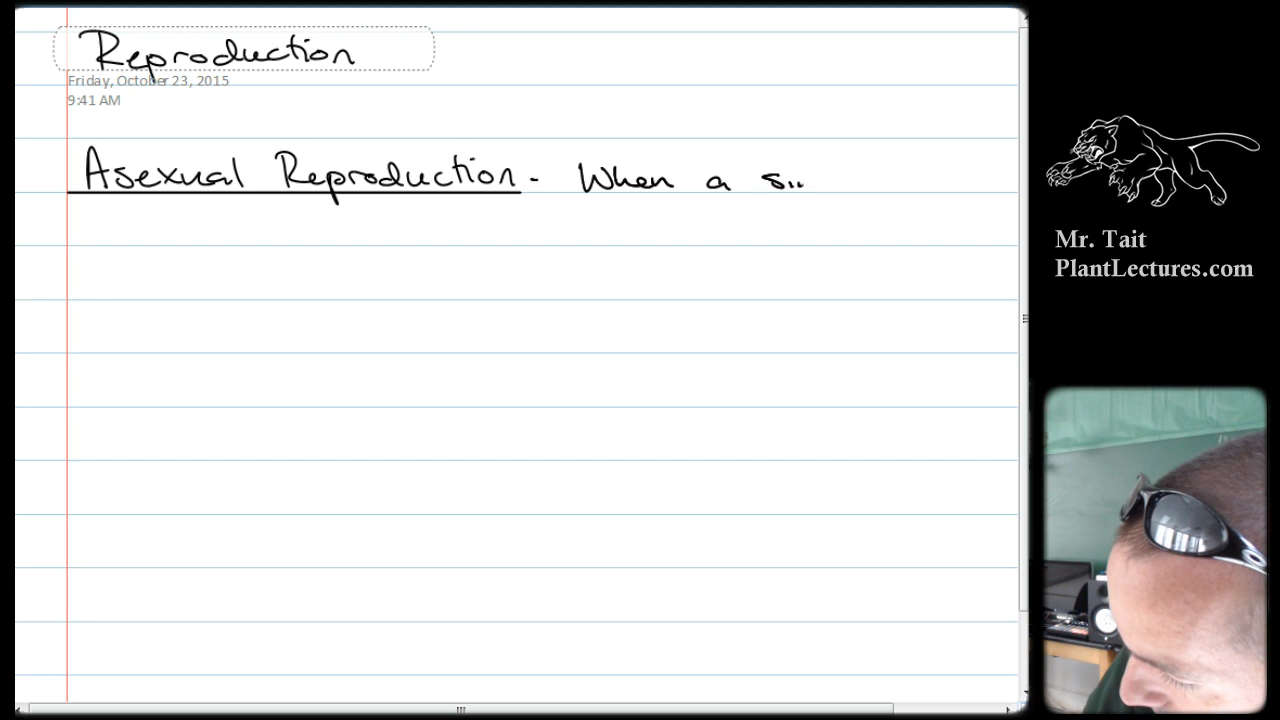 Reproduction
Friday, October 23, 2015
9:41 AM
Asexual Reproduction - When a
Mr. Tait
PlantLectures.com